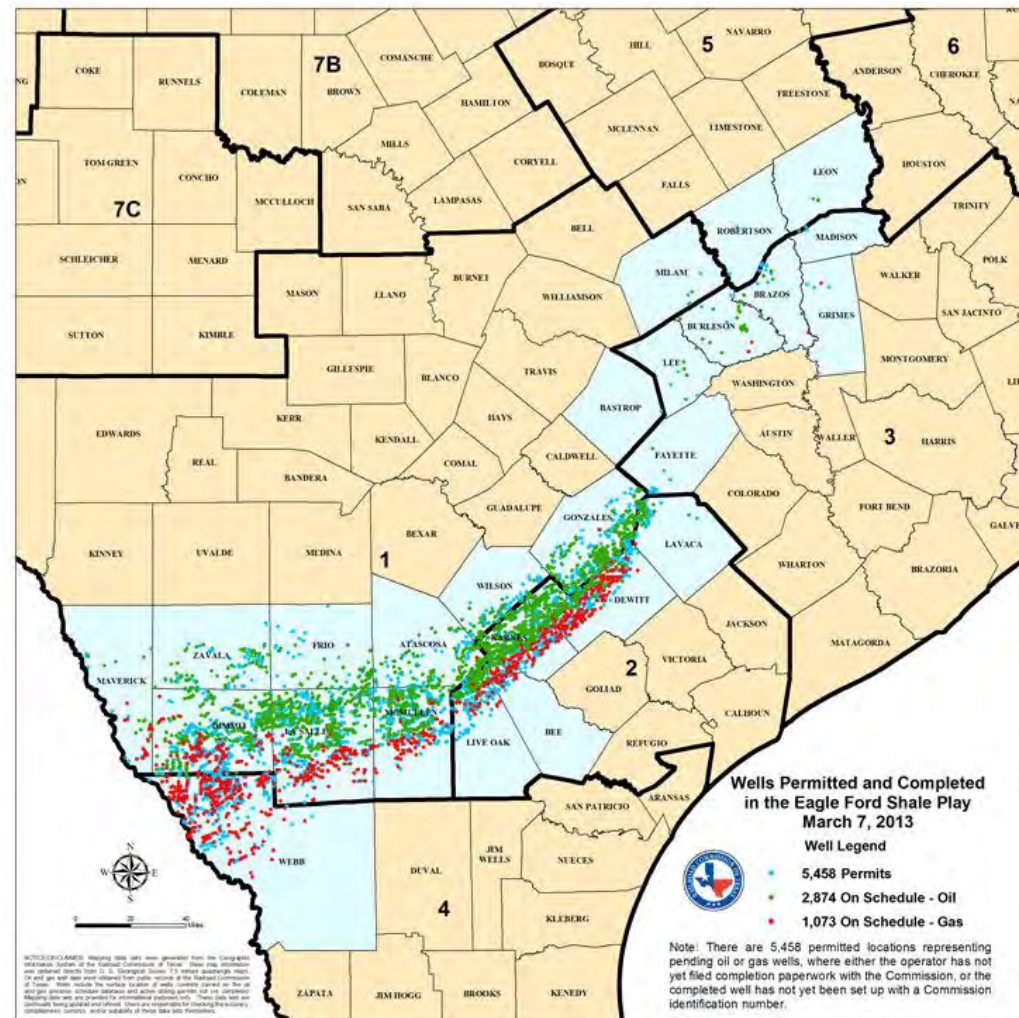 HILL
5
NAVARRO
6
COKE
RUNNELS
7B
COMANCHE
BOSQUE
ANDERSON
CHEROKEE
COLEMAN
BROWN
FREESTONE
HAMILTON
MCLENNAN
LIMESTONE
MILLS
TOM GREEN
CONCHO
CORYELL
HOUSTON
LEON
MCCULLOCH
SAN SABA
LAMPASAS
FALLS
7C
TRINITY
BELL
ROBERTSON
MADISON
SCHLEICHER
MENARD
BURNET
MILAM
WALKER
POLK
MASON
LLANO
WILLIAMSON
BRAZOS
GRIMES
SAN JACINTO
SUTTON
KIMBLE
BURLESON
MONTGOMERY
GILLESPIE
BLANCO
TRAVIS
LEE
WASHINGTON
BASTROP
EDWARDS
KERR
HAYS
AUSTIN
3
HARRIS
REAL
KENDALL
COMAL
CALDWELL
FAYETTE
BANDERA
COLORADO
GUADALUPE
FORT BEND
GONZALES
BEXAR
KINNEY
UVALDE
MEDINA
1
LAVACA
WHARTON
BRAZORIA
WILSON
DEWITT
ZAVALA
FRIO
ATASCOSA
JACKSON
MATAGORDA
MAVERICK
VICTORIA
2
GOLIAD
CALHOUN
LIVE OAK
BEE
REFUGIO
ARANSAS
SAN PATRICIO
Wells Permitted and Completed
in the Eagle Ford Shale Play
March 7, 2013
Well Legend
5,458 Permits
2,874 On Schedule - Oil
1,073 On Schedule - Gas
Note: There are 5,458 permitted locations representing
pending oil or gas wells, where either the operator has not
yet filed completion paperwork with the Commission, or the
completed well has not yet been set up with a Commission
identification number.
WEBB
DUVAL
JIM WELLS
NUECES
4
KLEBERG
N
W E
S
0 20 40
Miles
ZAPATA
JIM HOGG
BROOKS
KENEDY